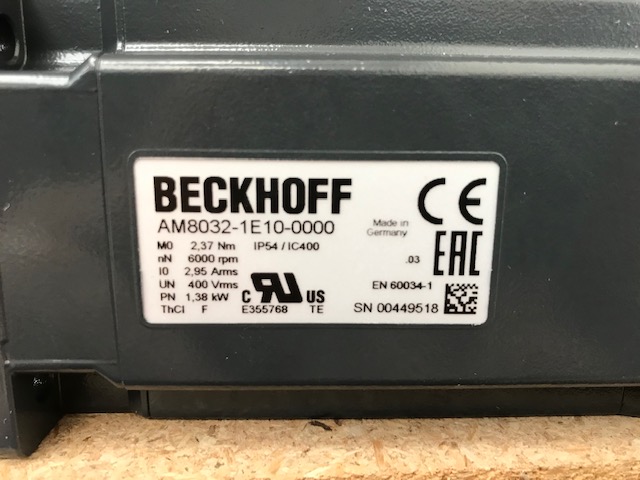 BECKHOFF
AM8032-1E10-0000
M0 2,37 Nm IP54 / IC400
nN 6000 rpm
I0 2,95 Arms
UN 400 Vrms
PN 1,38 kW
ThCl F
C RU US
E355768 TE
Made in
Germany
CE
.03
EAC
EN 60034-1
SN 00449518